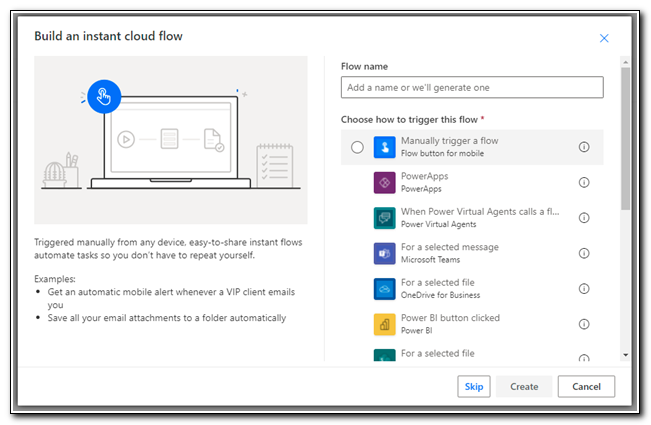 Build an instant cloud flow
Triggered manually from any device, easy-to-share instant flows
automate tasks so you don't have to repeat yourself.
Examples:
• Get an automatic mobile alert whenever a VIP client emails
you
• Save all your email attachments to a folder automatically
Flow name
Add a name or we'll generate one
Choose how to trigger this flow *
Manually trigger a flow
Flow button for mobile
PowerApps
PowerApps
When Power Virtual Agents calls a fl...
Power Virtual Agents
For a selected message
Microsoft Teams
For a selected file
OneDrive for Business
Power BI button clicked
Power BI
For a selected file
Skip
Create
Cancel